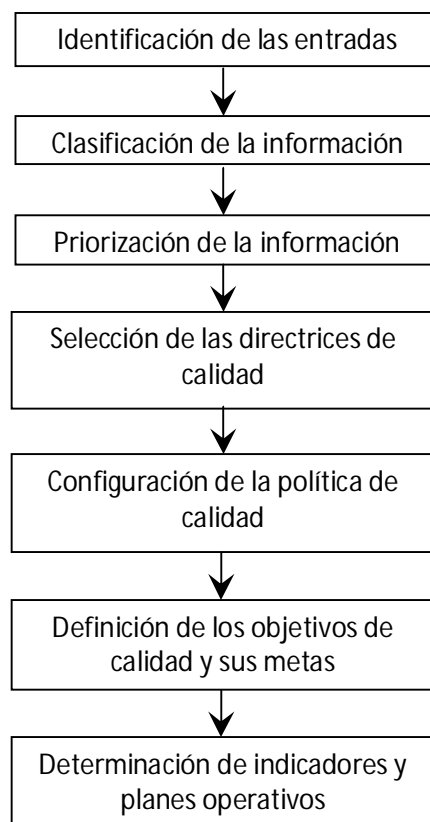 Identificación de las entradas
Clasificación de la información
Priorización de la información
Selección de las directrices de
calidad
Configuración de la política de
calidad
Definición de los objetivos de
calidad y sus metas
Determinación de indicadores y
planes operativos